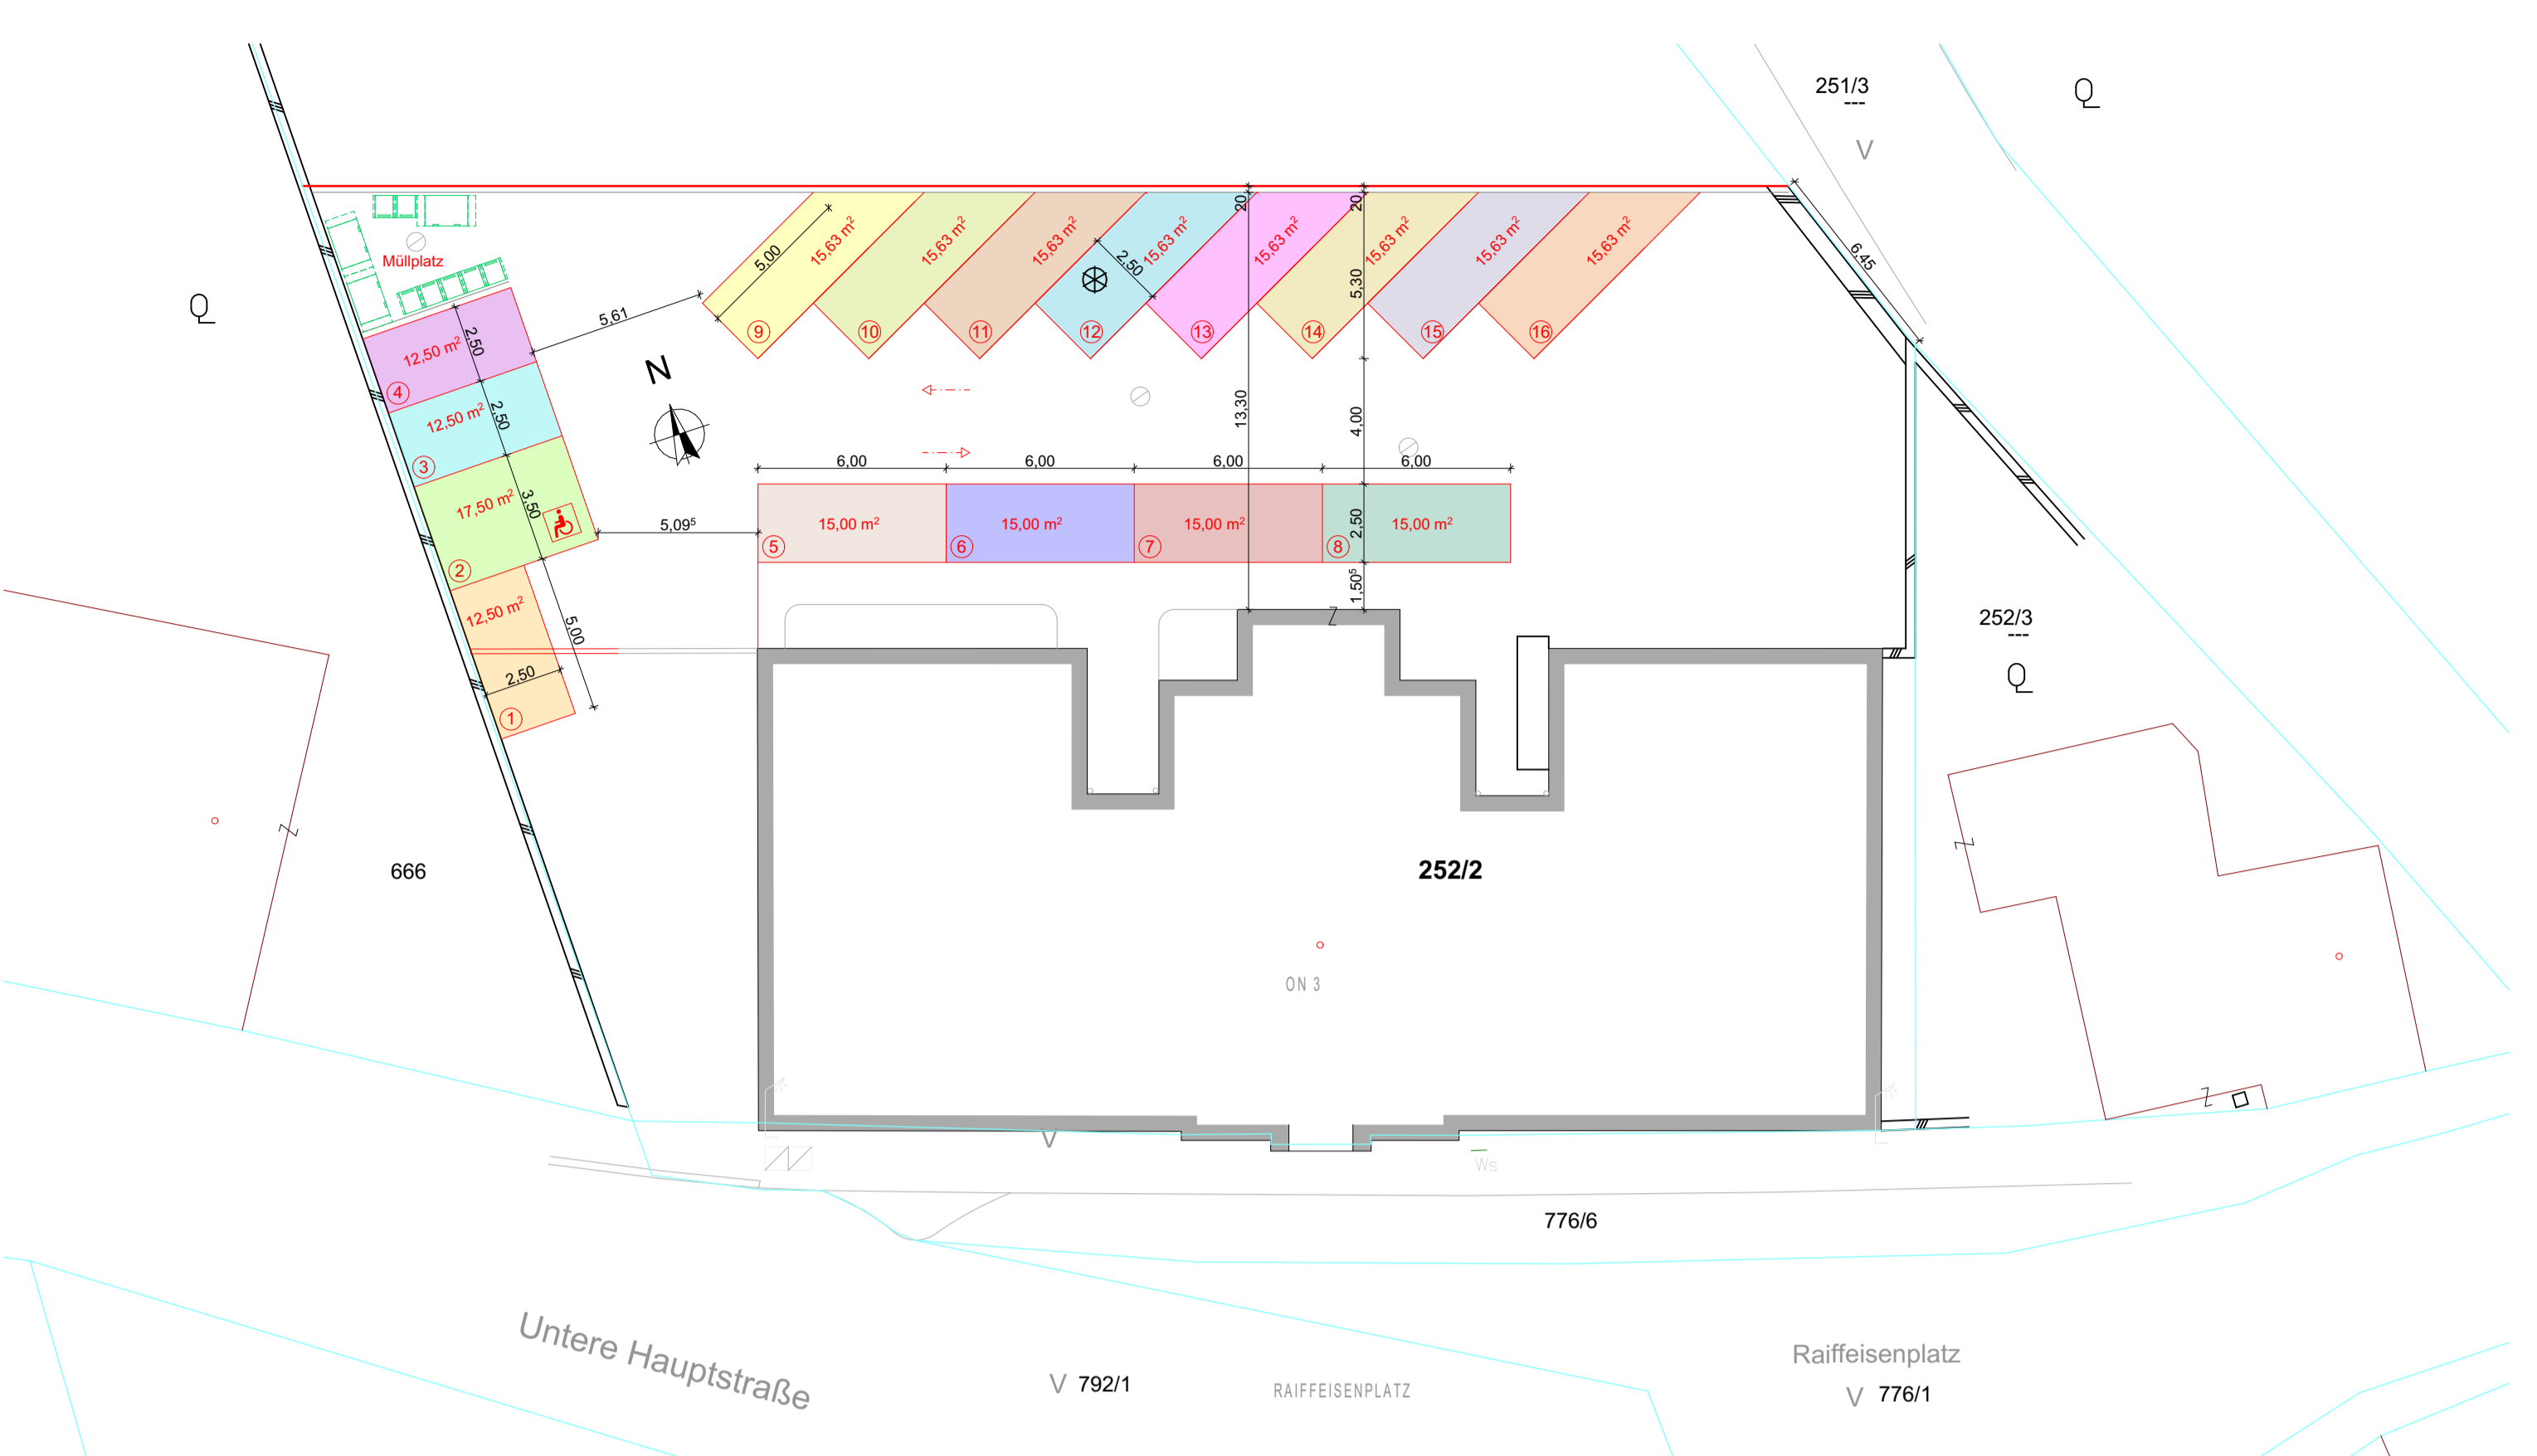 251/3
---
V
Q
20
20
15,63 m²
15,63 m²
15,63 m²
15,63 m²
15,63 m²
15,63 m²
15,63 m²
15,63 m²
5,00
2,50
5,30
6,45
Müllplatz
Q
5,61
9
10
11
12
13
14
15
16
12,50 m²
2,50
4
N
12,50 m²
2,50
3
13,30
4,00
6,00
6,00
6,00
6,00
17,50 m²
3,50
2
5,09⁵
15,00 m²
15,00 m²
15,00 m²
15,00 m²
2,50
5
6
7
8
1,50⁵
12,50 m²
5,00
2,50
1
252/3
---
Q
666
252/2
ON 3
V
Ws
776/6
Untere Hauptstraße
V 792/1
RAIFFEISENPLATZ
Raiffeisenplatz
V 776/1